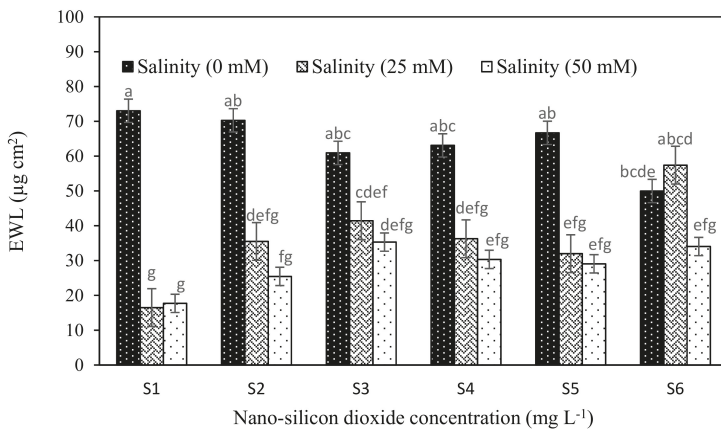 100
90
80
70
60
50
40
30
20
10
0
EWL (µg cm²)
Salinity (0 mM) Salinity (25 mM) Salinity (50 mM)
a ab abc abc ab bcde abcd
g g defg fg cdef defg defg efg efg efg efg
S1 S2 S3 S4 S5 S6
Nano-silicon dioxide concentration (mg L⁻¹)